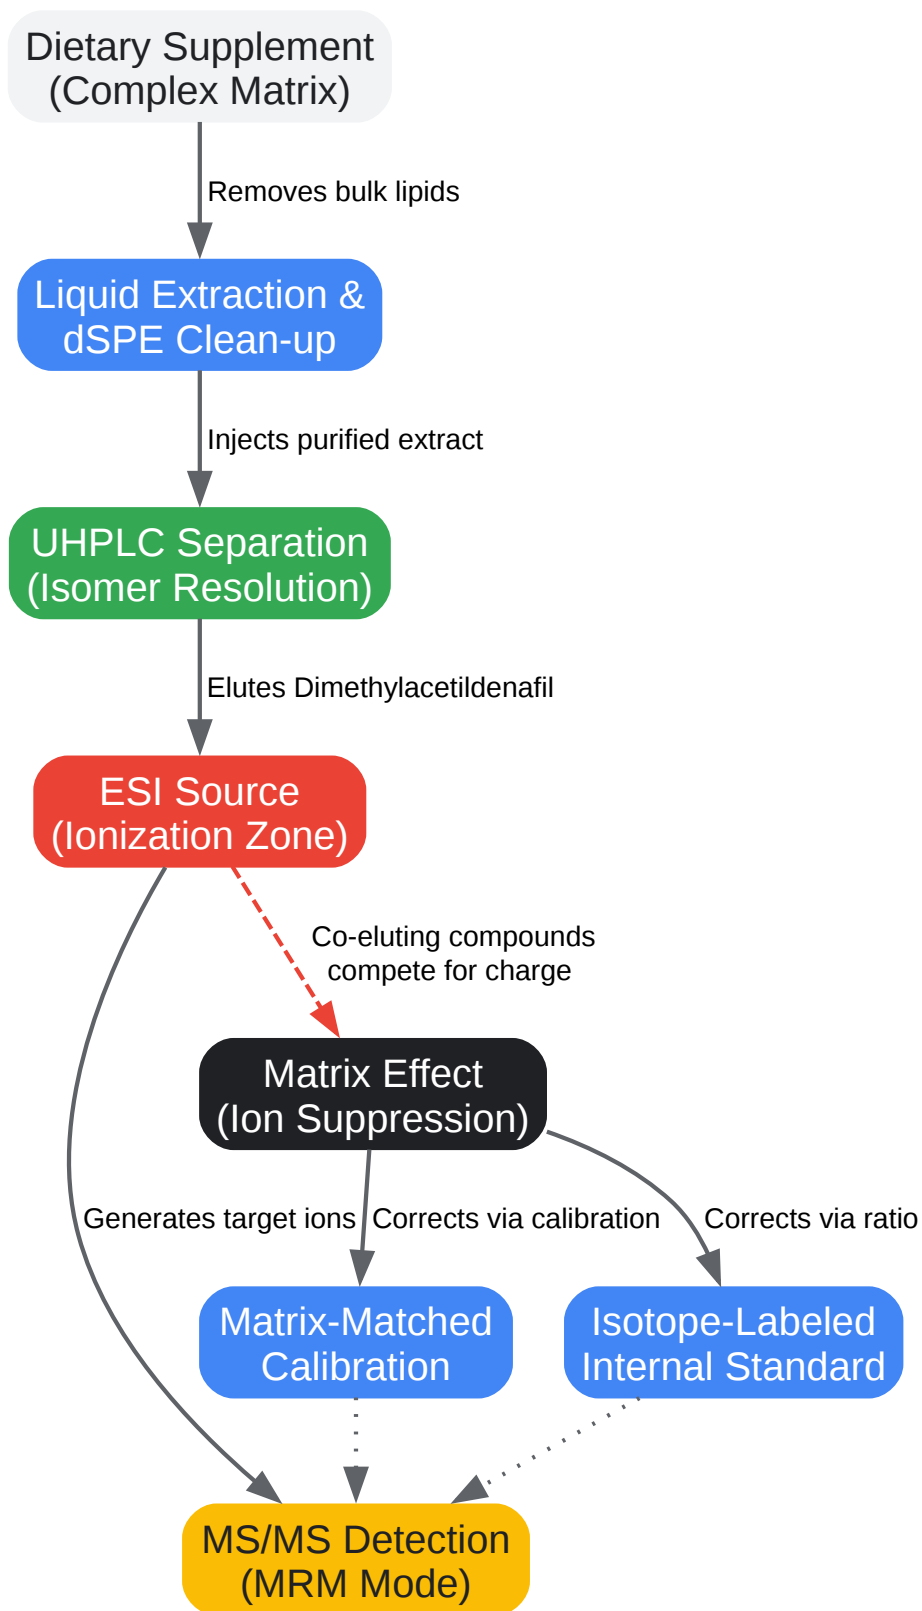 Dietary Supplement
(Complex Matrix)
Removes bulk lipids
Liquid Extraction &
dSPE Clean-up
Injects purified extract
UHPLC Separation
(Isomer Resolution)
Elutes Dimethylacetildenafil
ESI Source
(Ionization Zone)
Co-eluting compounds
compete for charge
Matrix Effect
(Ion Suppression)
Generates target ions
Corrects via calibration
Corrects via ratio
Matrix-Matched
Calibration
Isotope-Labeled
Internal Standard
MS/MS Detection
(MRM Mode)